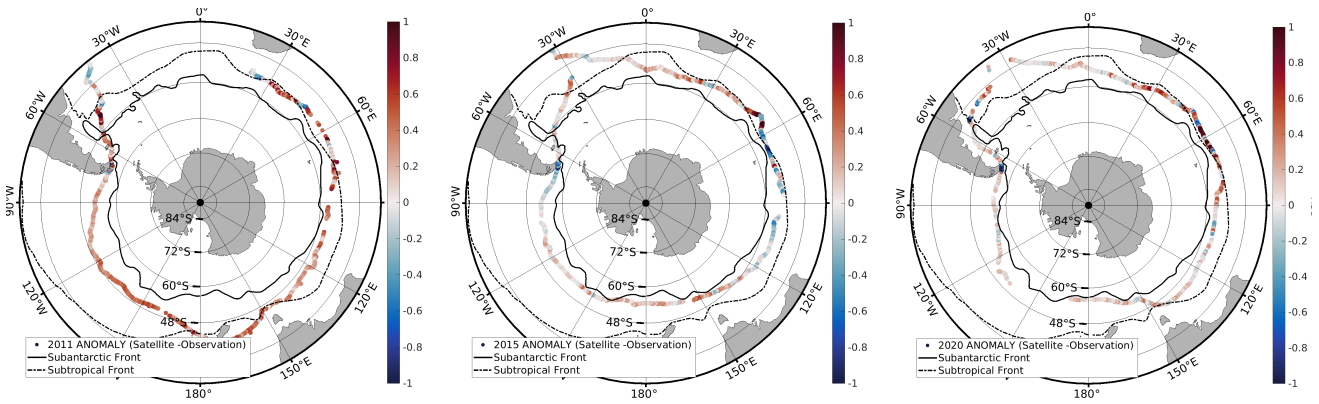 0°
30°E
60°E
120°E
150°E
180°
120°W
90°W
60°W
30°W
84°S
72°S
60°S
48°S
2011 ANOMALY (Satellite -Observation)
Subantarctic Front
Subtropical Front
1
0.8
0.6
0.4
0.2
0
-0.2
-0.4
-0.6
-0.8
-1
0°
30°E
60°E
120°E
150°E
180°
120°W
90°W
60°W
30°W
84°S
72°S
60°S
48°S
2015 ANOMALY (Satellite -Observation)
Subantarctic Front
Subtropical Front
1
0.8
0.6
0.4
0.2
0
-0.2
-0.4
-0.6
-0.8
-1
0°
30°E
60°E
120°E
150°E
180°
120°W
90°W
60°W
30°W
84°S
72°S
60°S
48°S
2020 ANOMALY (Satellite -Observation)
Subantarctic Front
Subtropical Front
1
0.8
0.6
0.4
0.2
0
-0.2
-0.4
-0.6
-0.8
-1